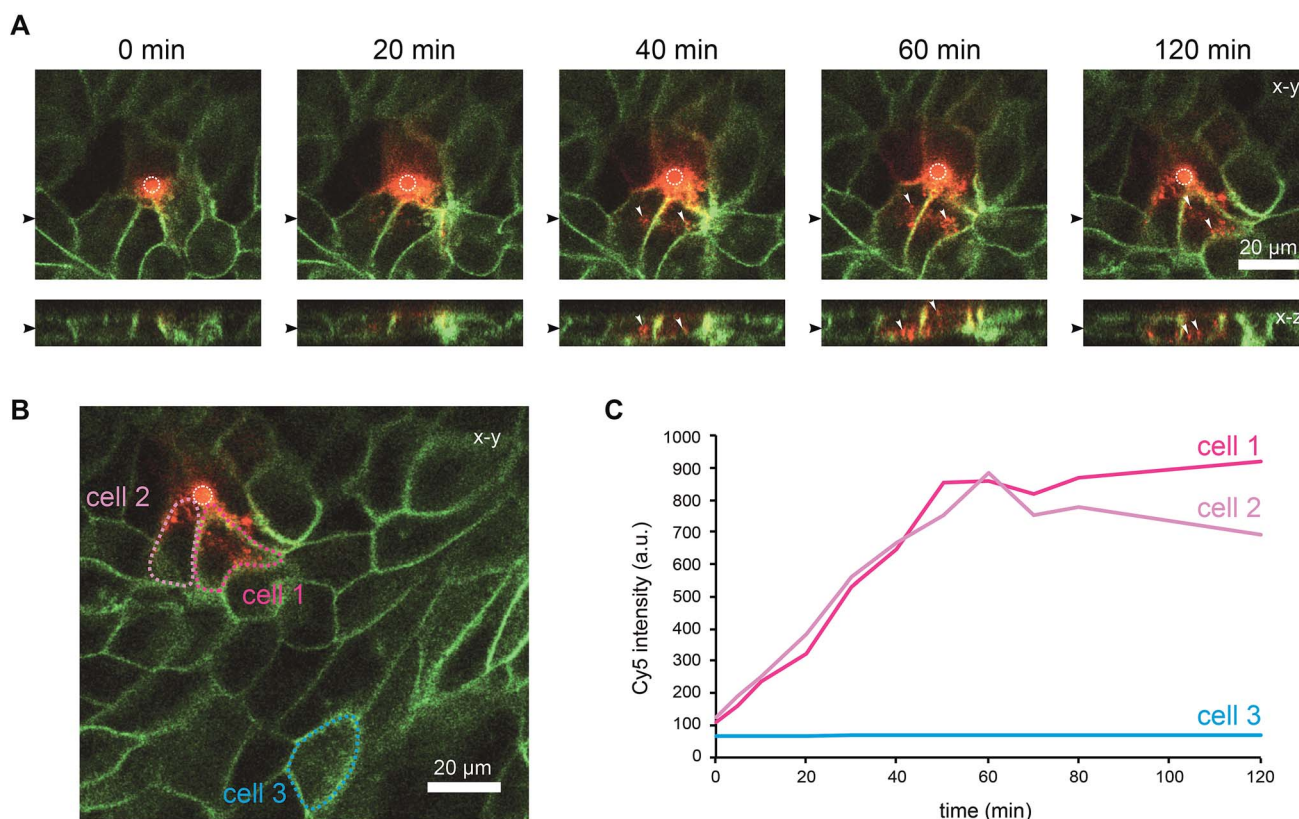 A
0 min
20 min
40 min
60 min
120 min
x-y
20 µm
x-z
B
x-y
cell 2
cell 1
cell 3
20 µm
C
1000
900
800
700
600
500
400
300
200
100
0
Cy5 intensity (a.u.)
cell 1
cell 2
cell 3
0
20
40
60
80
100
120
time (min)